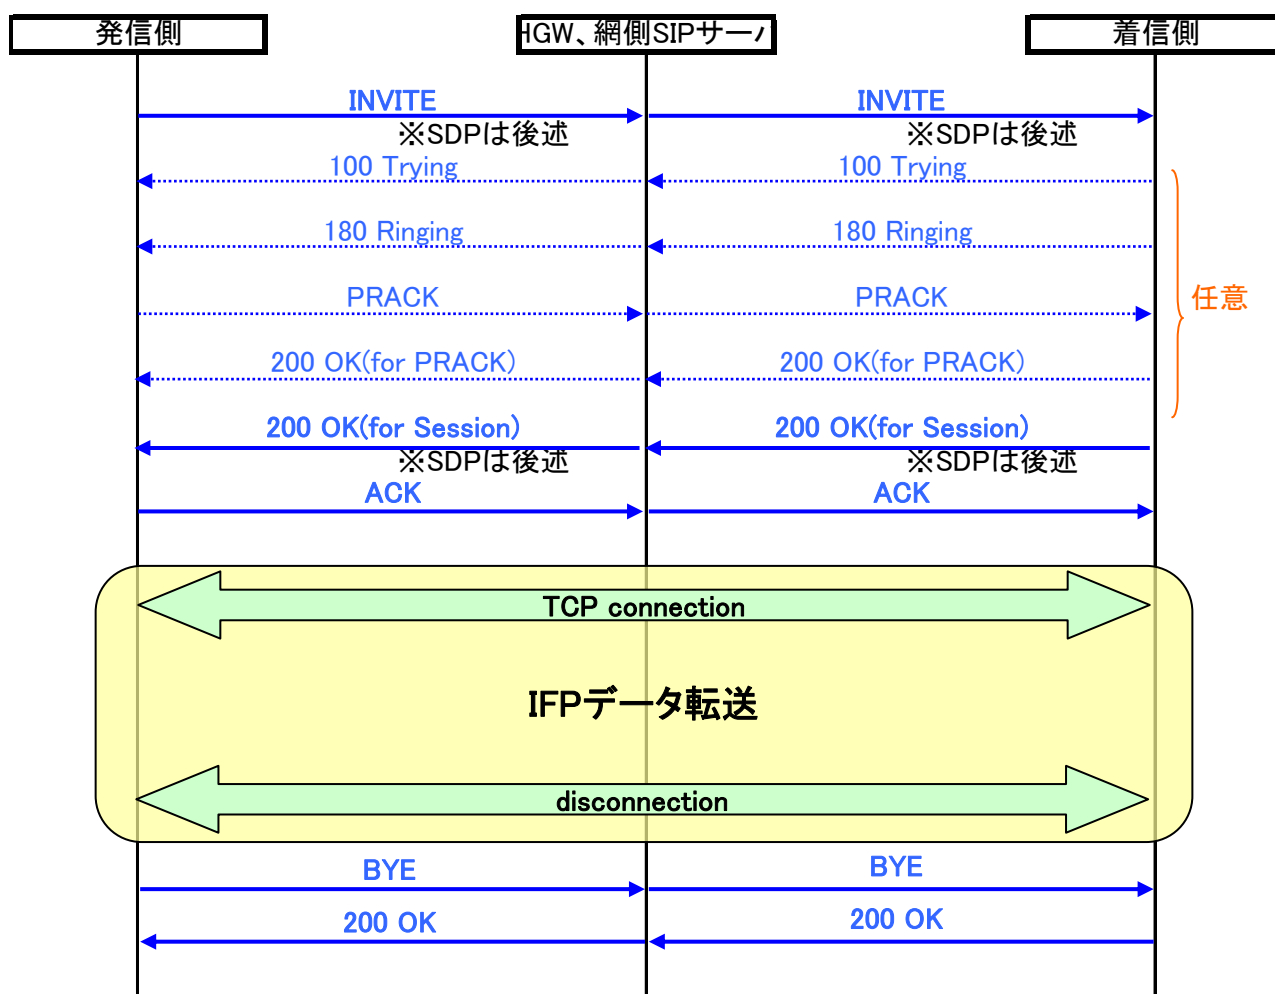 発信側
HGW、網側SIPサーバ
着信側
INVITE
INVITE
※SDPは後述
※SDPは後述
100 Trying
100 Trying
180 Ringing
180 Ringing
PRACK
PRACK
任意
200 OK(for PRACK)
200 OK(for PRACK)
200 OK(for Session)
200 OK(for Session)
※SDPは後述
※SDPは後述
ACK
ACK
TCP connection
IFPデータ転送
disconnection
BYE
BYE
200 OK
200 OK